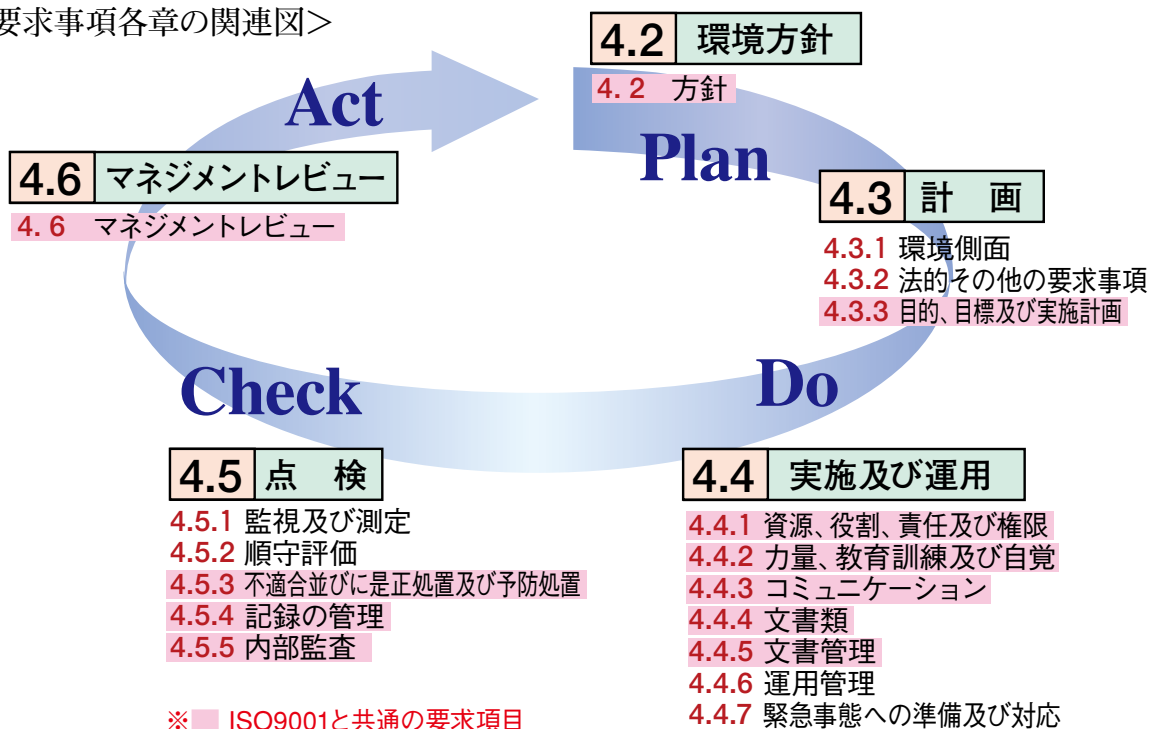 要求事項各章の関連図>
4.2 環境方針
4. 2 方針
Act
Plan
4.6 マネジメントレビュー
4. 6 マネジメントレビュー
4.3 計 画
4.3.1 環境側面
4.3.2 法的その他の要求事項
4.3.3 目的、目標及び実施計画
Check
Do
4.5 点 検
4.5.1 監視及び測定
4.5.2 順守評価
4.5.3 不適合並びに是正処置及び予防処置
4.5.4 記録の管理
4.5.5 内部監査
※ ISO9001と共通の要求項目
4.4 実施及び運用
4.4.1 資源、役割、責任及び権限
4.4.2 力量、教育訓練及び自覚
4.4.3 コミュニケーション
4.4.4 文書類
4.4.5 文書管理
4.4.6 運用管理
4.4.7 緊急事態への準備及び対応